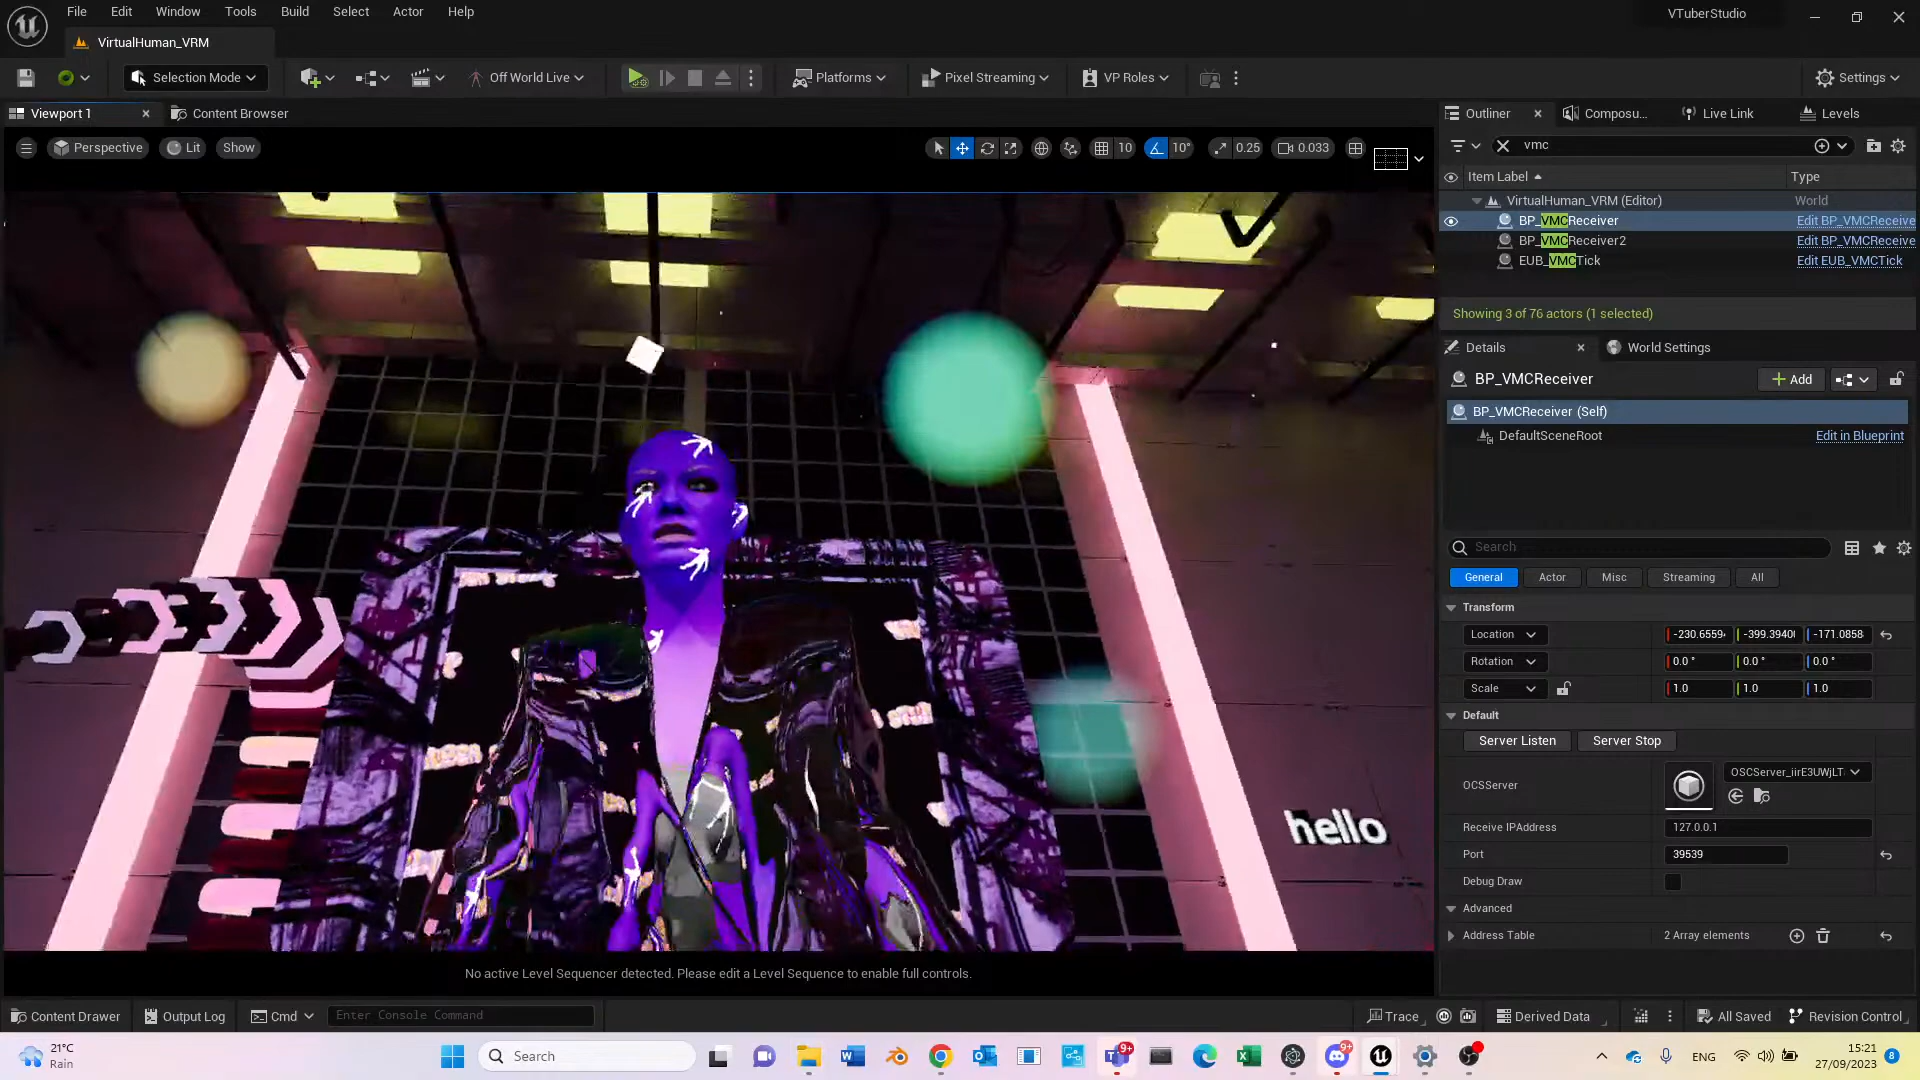 File Edit Window Tools Build Select Actor Help
VTuberStudio
VirtualHuman_VRM
Selection Mode
Off World Live
Platforms
Pixel Streaming
VP Roles
Settings
Viewport 1
Content Browser
Perspective
Lit
Show
10
10°
0.25
0.033
hello
No active Level Sequencer detected. Please edit a Level Sequence to enable full controls.
Outliner
Composu...
Live Link
Levels
vmc
Item Label
Type
VirtualHuman_VRM (Editor)
World
BP_VMCReceiver
Edit BP_VMCReceive
BP_VMCReceiver2
Edit BP_VMCReceive
EUB_VMCTick
Edit EUB_VMCTick
Showing 3 of 76 actors (1 selected)
Details
World Settings
BP_VMCReceiver
Add
BP_VMCReceiver (Self)
DefaultSceneRoot
Edit in Blueprint
Search
General
Actor
Misc
Streaming
All
Transform
Location
-230.6559
-399.3940
-171.0858
Rotation
0.0 °
0.0 °
0.0 °
Scale
1.0
1.0
1.0
Default
Server Listen
Server Stop
OCSServer
Receive IPAddress
127.0.0.1
Port
39539
Debug Draw
Advanced
Address Table
2 Array elements
Content Drawer
Output Log
Cmd
Enter Console Command
Trace
Derived Data
All Saved
Revision Control
21°C
Rain
Search
9+
9+
ENG
15:21
27/09/2023
8